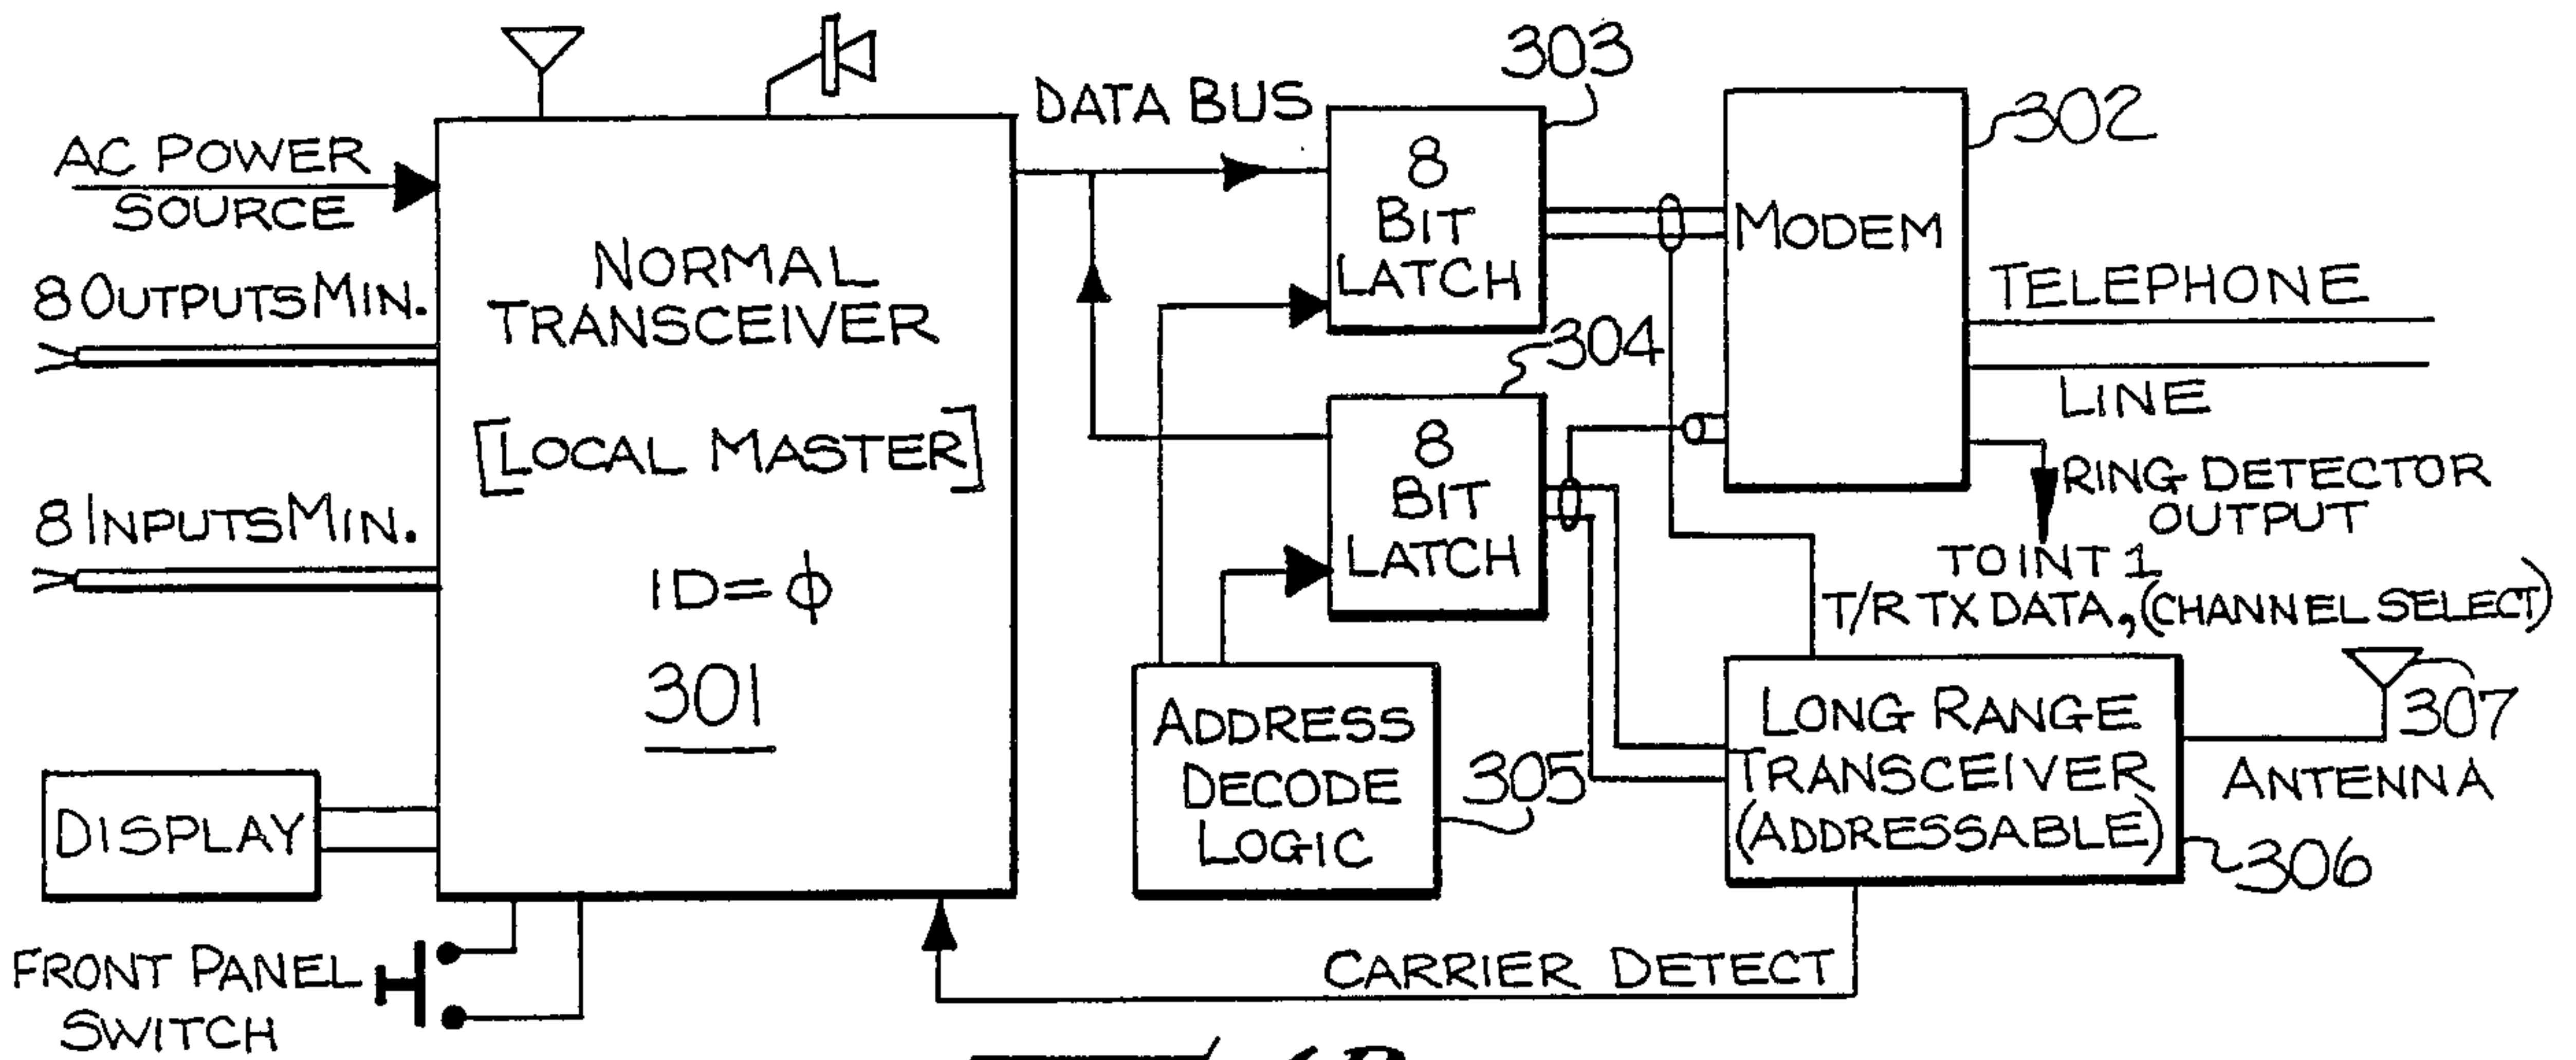 AC POWER
SOURCE
8 OUTPUTS MIN.
8 INPUTS MIN.
DISPLAY
FRONT PANEL
SWITCH
NORMAL
TRANSCEIVER
[LOCAL MASTER]
ID=ϕ
301
DATA BUS
303
8
BIT
LATCH
304
8
BIT
LATCH
ADDRESS
DECODE
LOGIC
305
302
MODEM
TELEPHONE
LINE
RING DETECTOR
OUTPUT
TO INT 1
T/R TX DATA, (CHANNEL SELECT)
LONG RANGE
TRANSCEIVER
(ADDRESSABLE)
306
307
ANTENNA
CARRIER DETECT